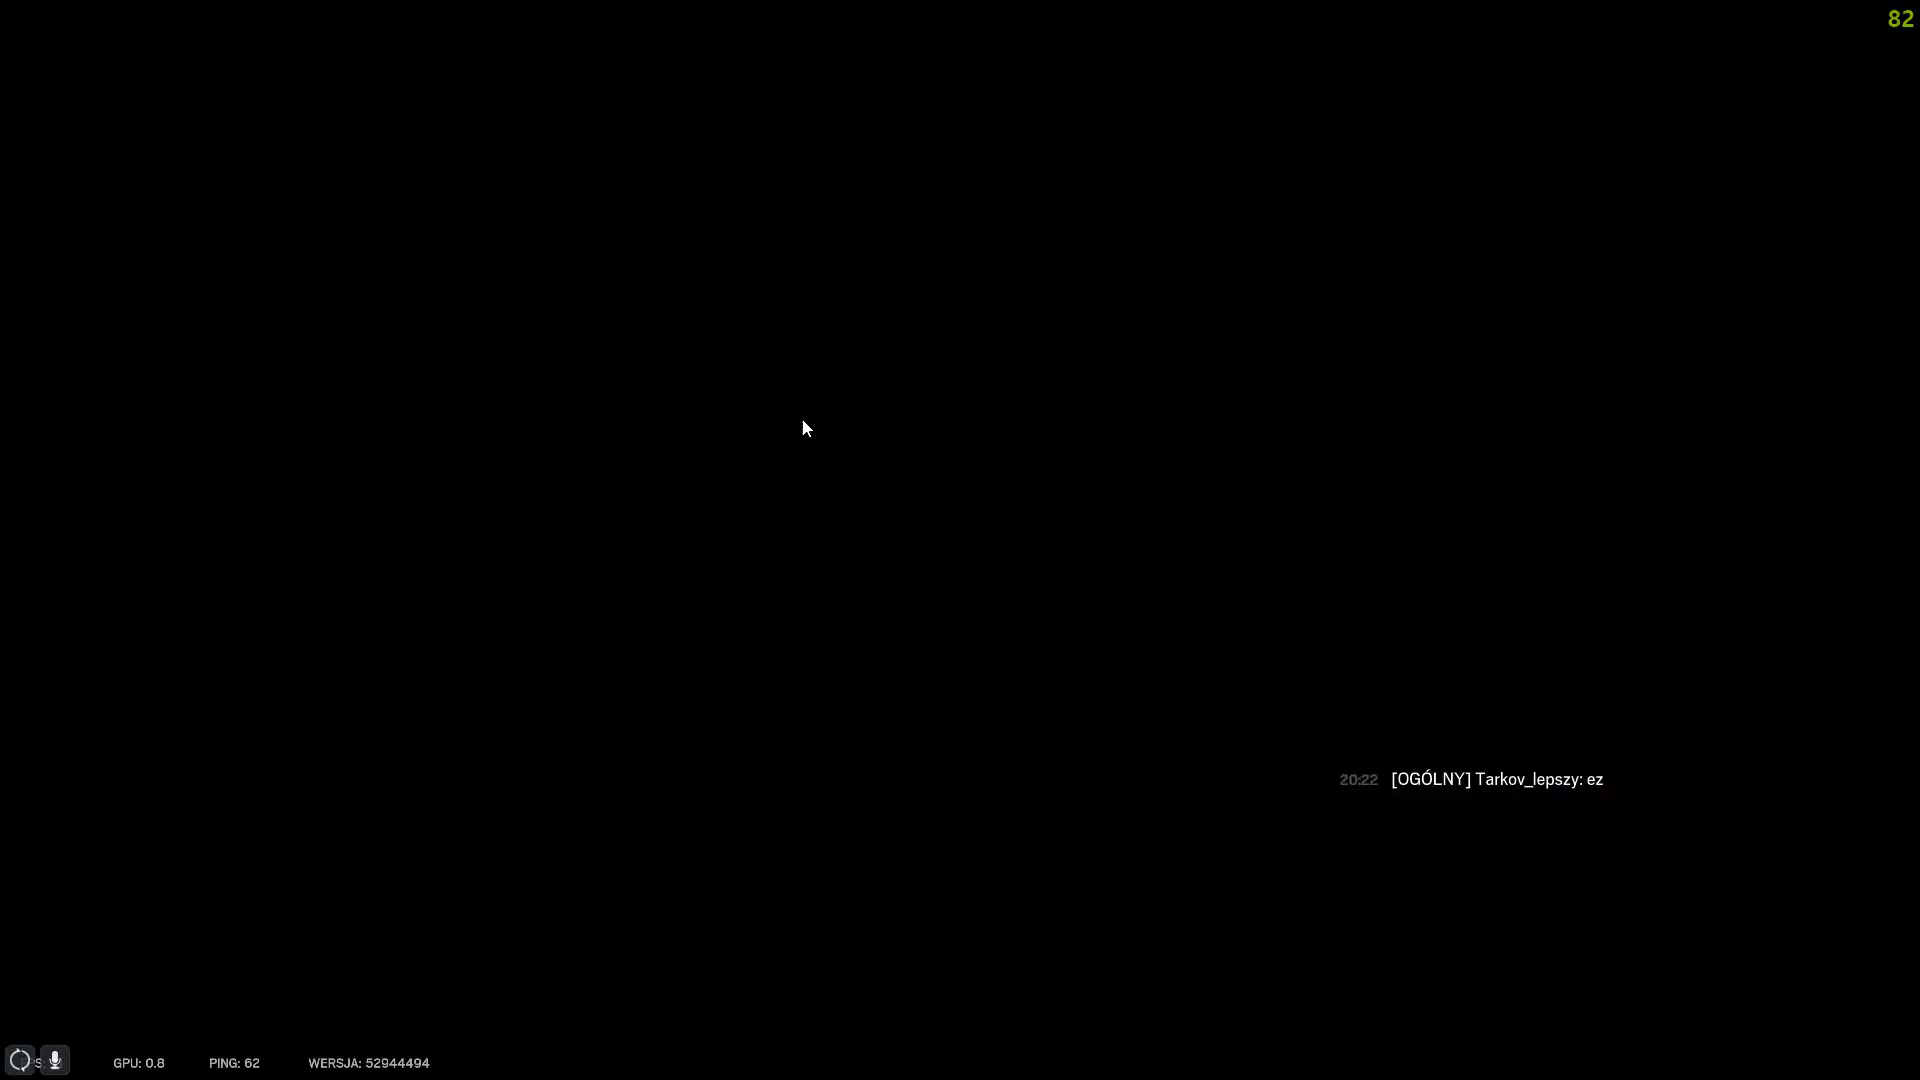 82
20:22 [OGÓLNY] Tarkov_lepszy: ez
GPU: 0.8 PING: 62 WERSJA: 52944494